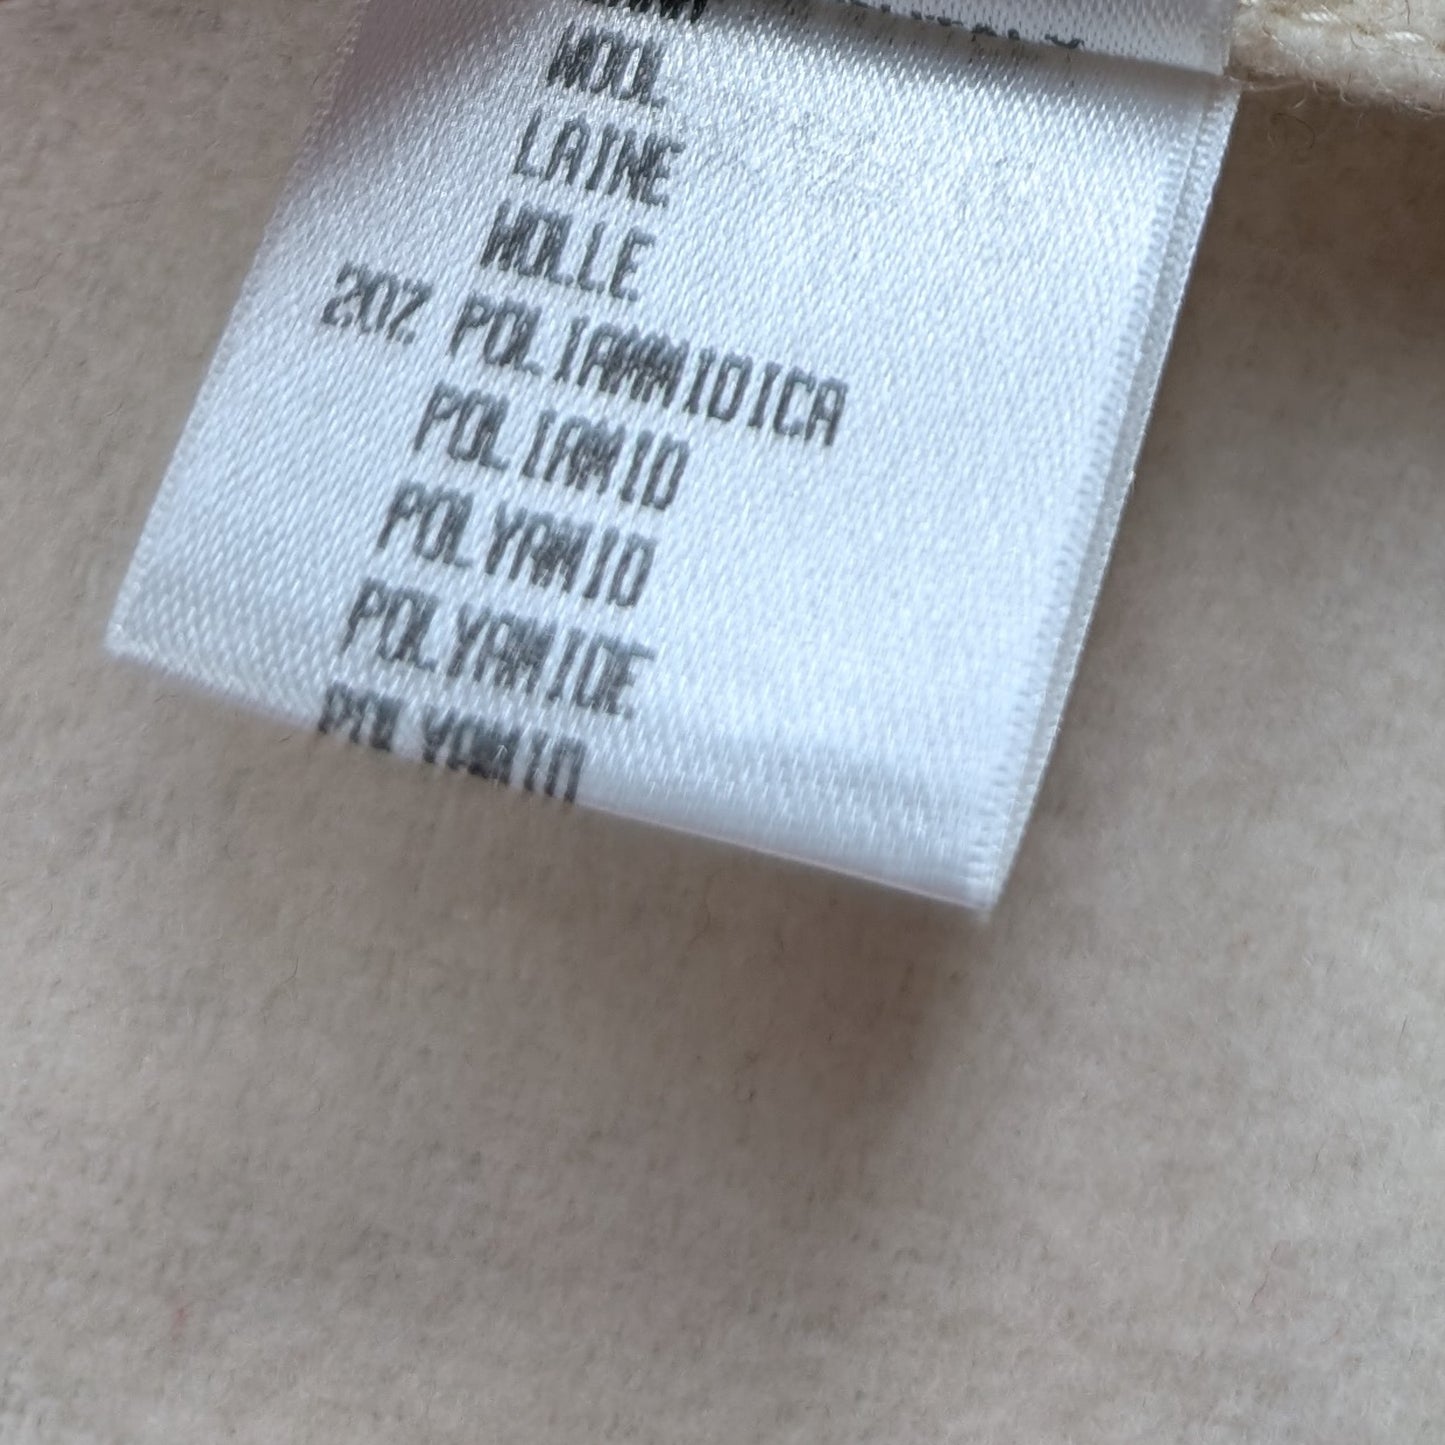 WOOL
LAINE
WOLLE
20% POLIAMMIDICA
POLIAMID
POLYAMID
POLYAMIDE